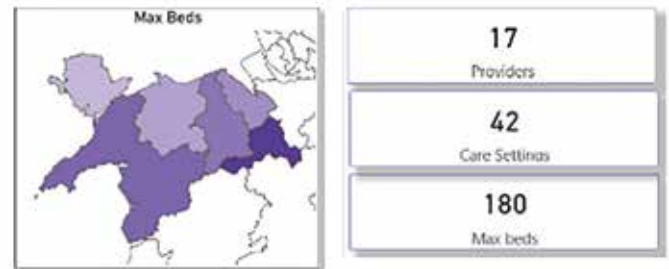 Max Beds
17
Providers
42
Care Settings
180
Max beds